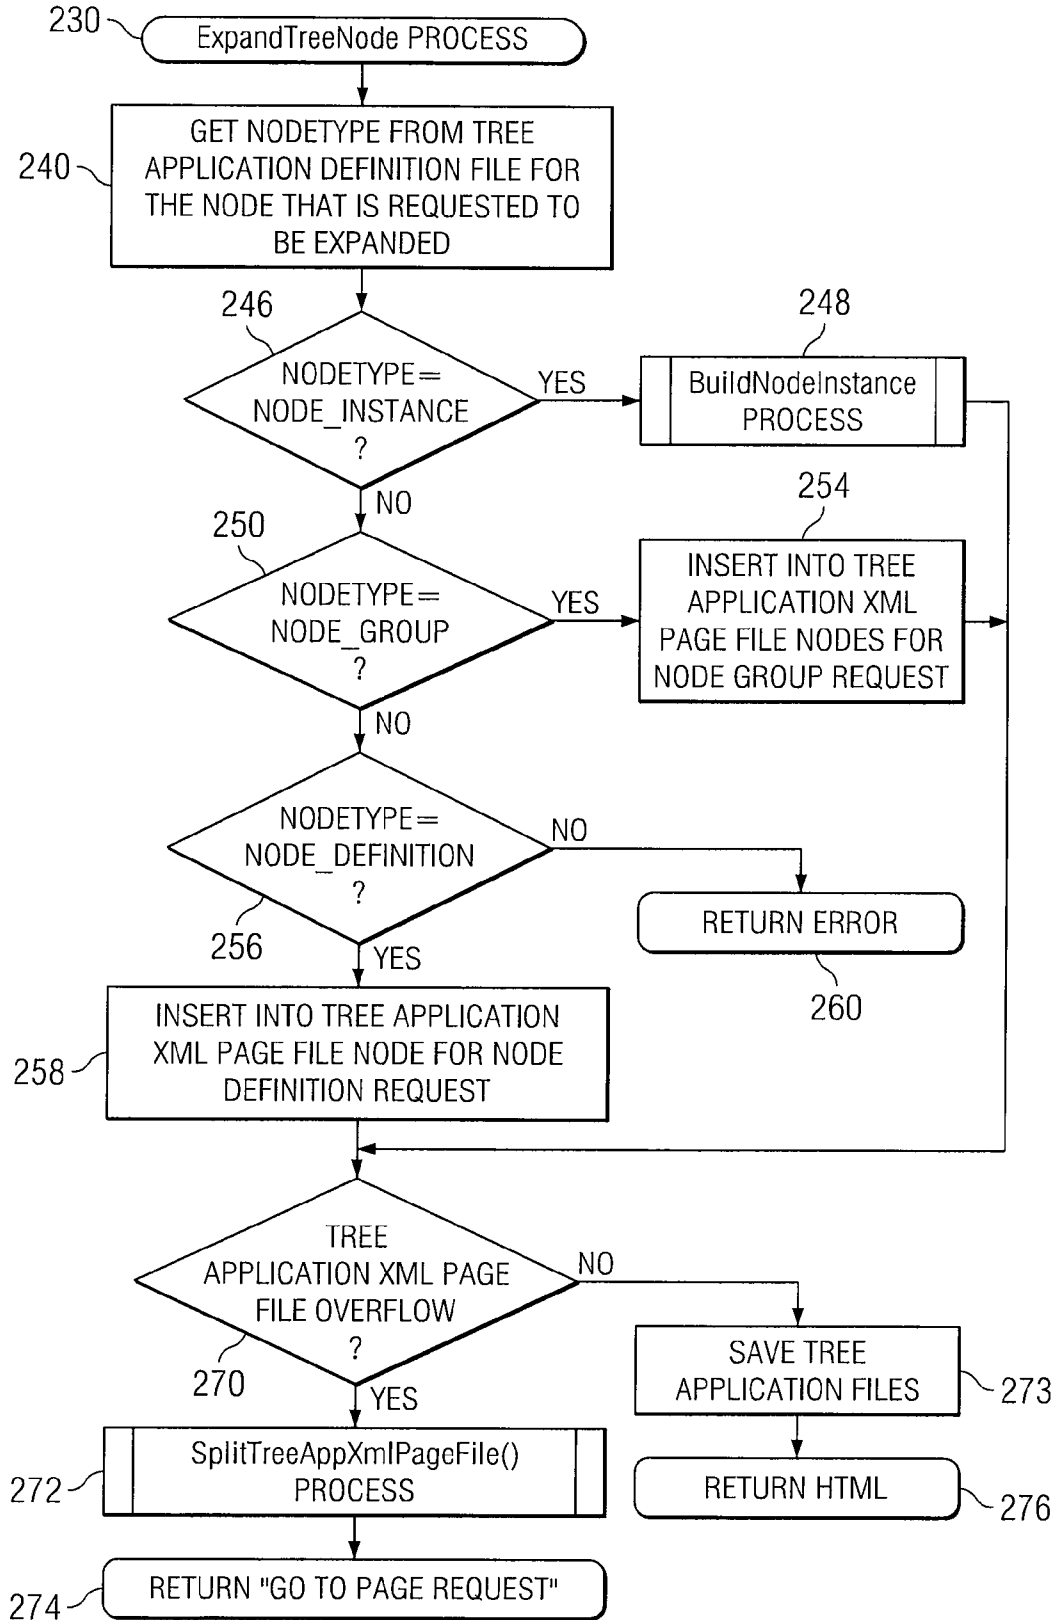 230
ExpandTreeNode PROCESS
240
GET NODETYPE FROM TREE
APPLICATION DEFINITION FILE FOR
THE NODE THAT IS REQUESTED TO
BE EXPANDED
246
NODETYPE=
NODE_INSTANCE
?
YES
248
BuildNodeInstance
PROCESS
NO
250
NODETYPE=
NODE_GROUP
?
YES
254
INSERT INTO TREE
APPLICATION XML
PAGE FILE NODES FOR
NODE GROUP REQUEST
NO
NODETYPE=
NODE_DEFINITION
?
256
NO
RETURN ERROR
260
YES
258
INSERT INTO TREE APPLICATION
XML PAGE FILE NODE FOR NODE
DEFINITION REQUEST
TREE
APPLICATION XML PAGE
FILE OVERFLOW
?
270
NO
SAVE TREE
APPLICATION FILES
273
YES
272
SplitTreeAppXmlPageFile()
PROCESS
RETURN HTML
276
274
RETURN "GO TO PAGE REQUEST"